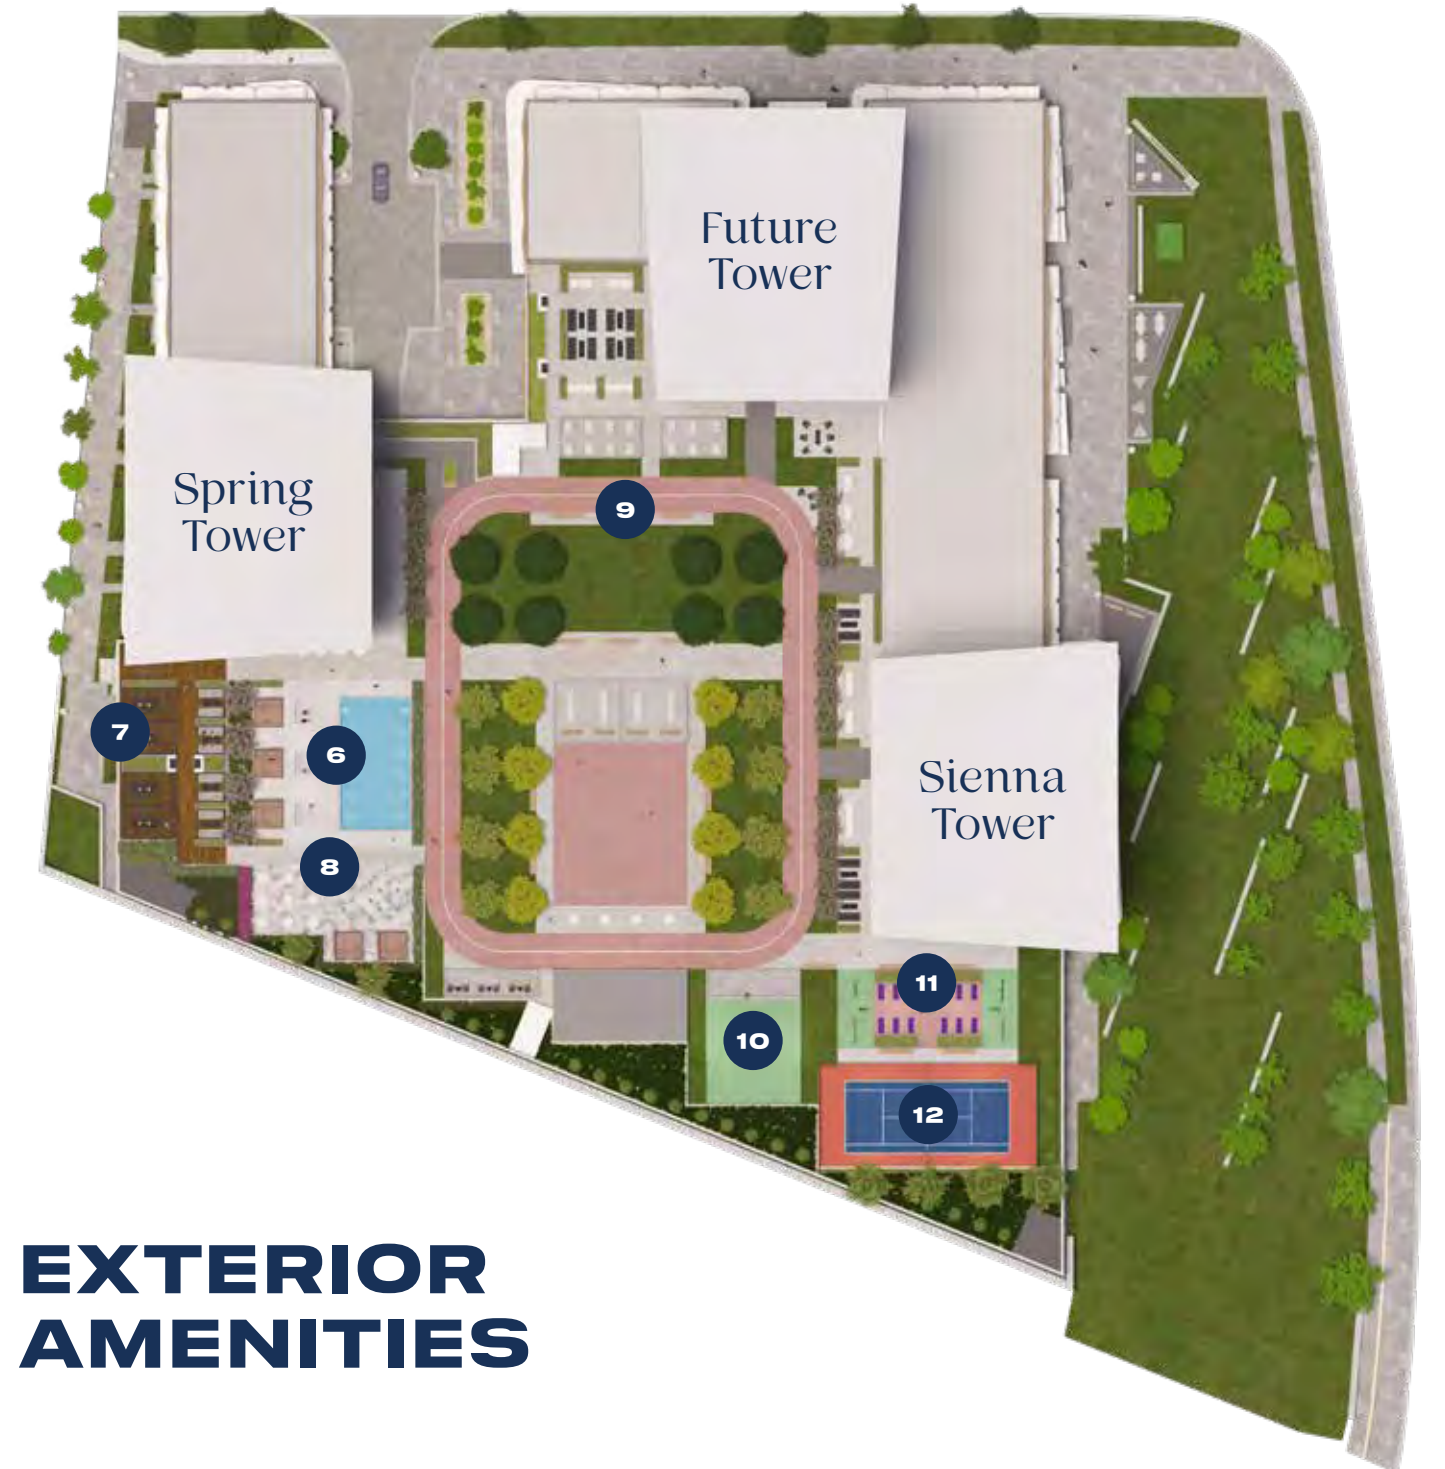 Future
Tower
Spring
Tower
9
7
6
Sienna
Tower
8
11
10
12
EXTERIOR
AMENITIES